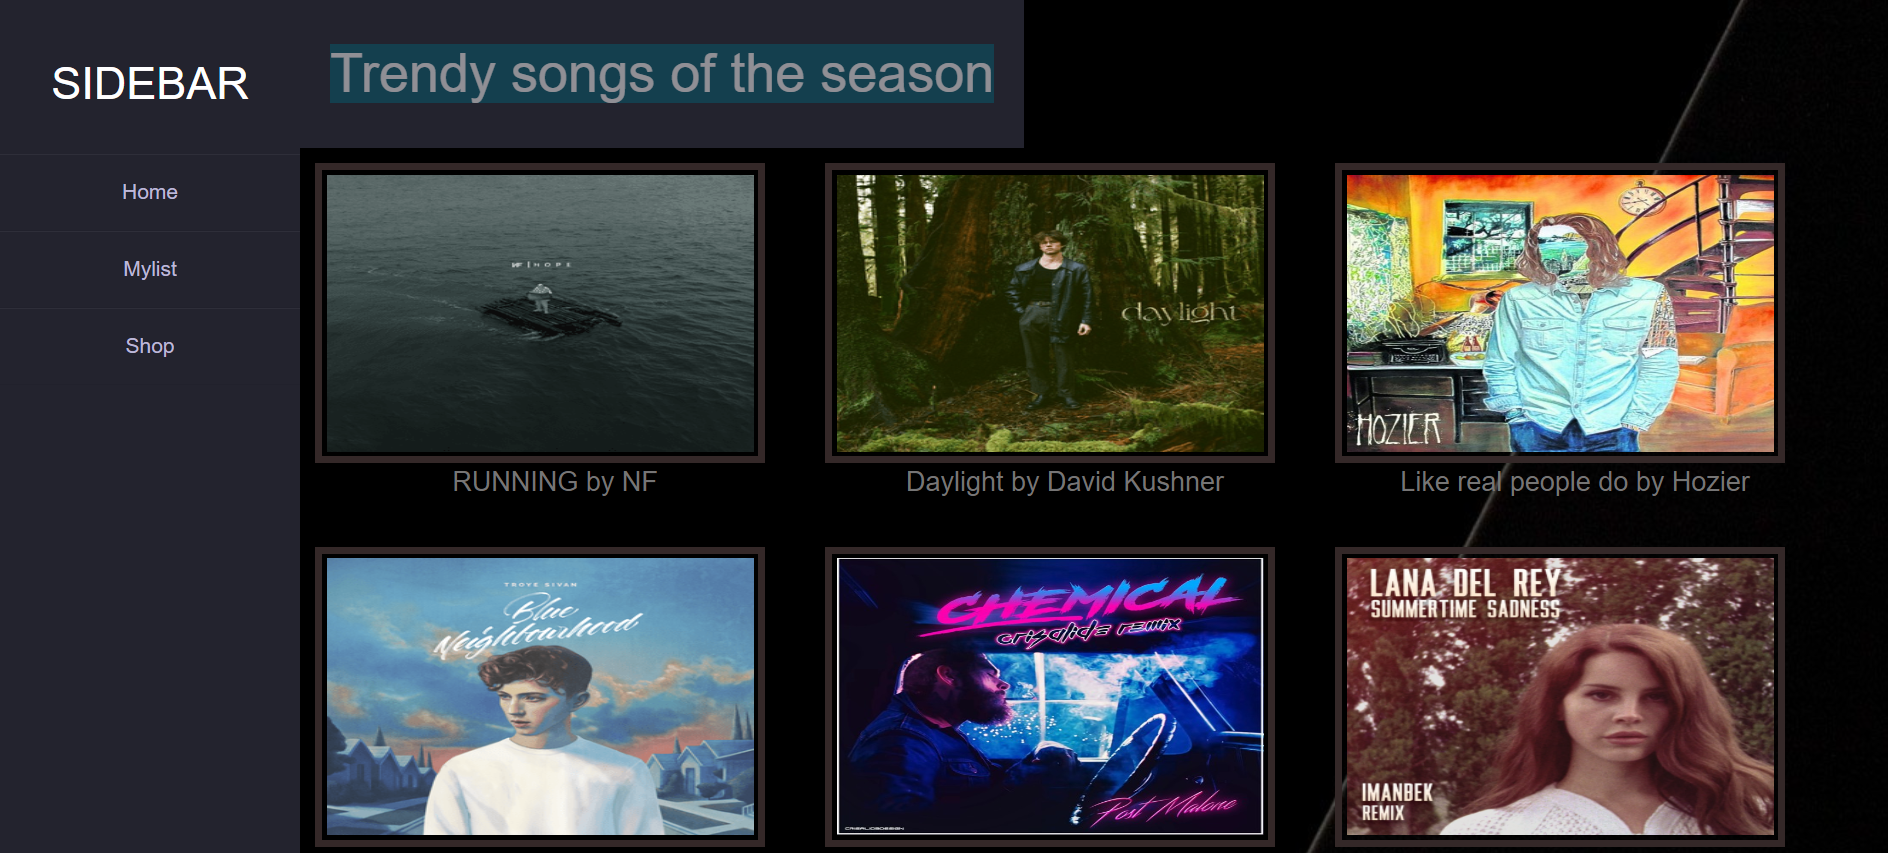 SIDEBAR
Trendy songs of the season
Home
Mylist
Shop
NF | HOPE
daylight
HOZIER
RUNNING by NF
Daylight by David Kushner
Like real people do by Hozier
TROYE SIVAN
Blue
Neighbourhood
CHEMICAL
crisalide remix
Post Malone
CRISALIDEDESIGN
LANA DEL REY
SUMMERTIME SADNESS
IMANBEK
REMIX